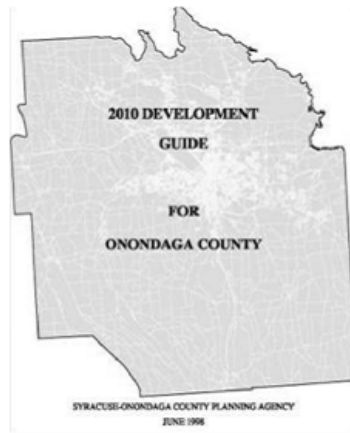 2010 DEVELOPMENT
GUIDE
FOR
ONONDAGA COUNTY
SYRACUSE-ONONDAGA COUNTY PLANNING AGENCY
JUNE 1998